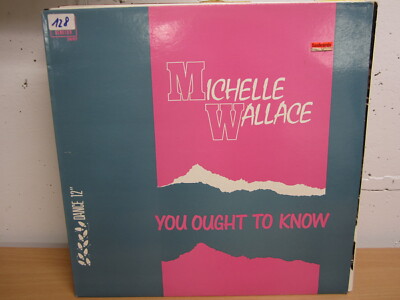 128
MICHELLE
WALLACE
YOU OUGHT TO KNOW
DANCE 12"